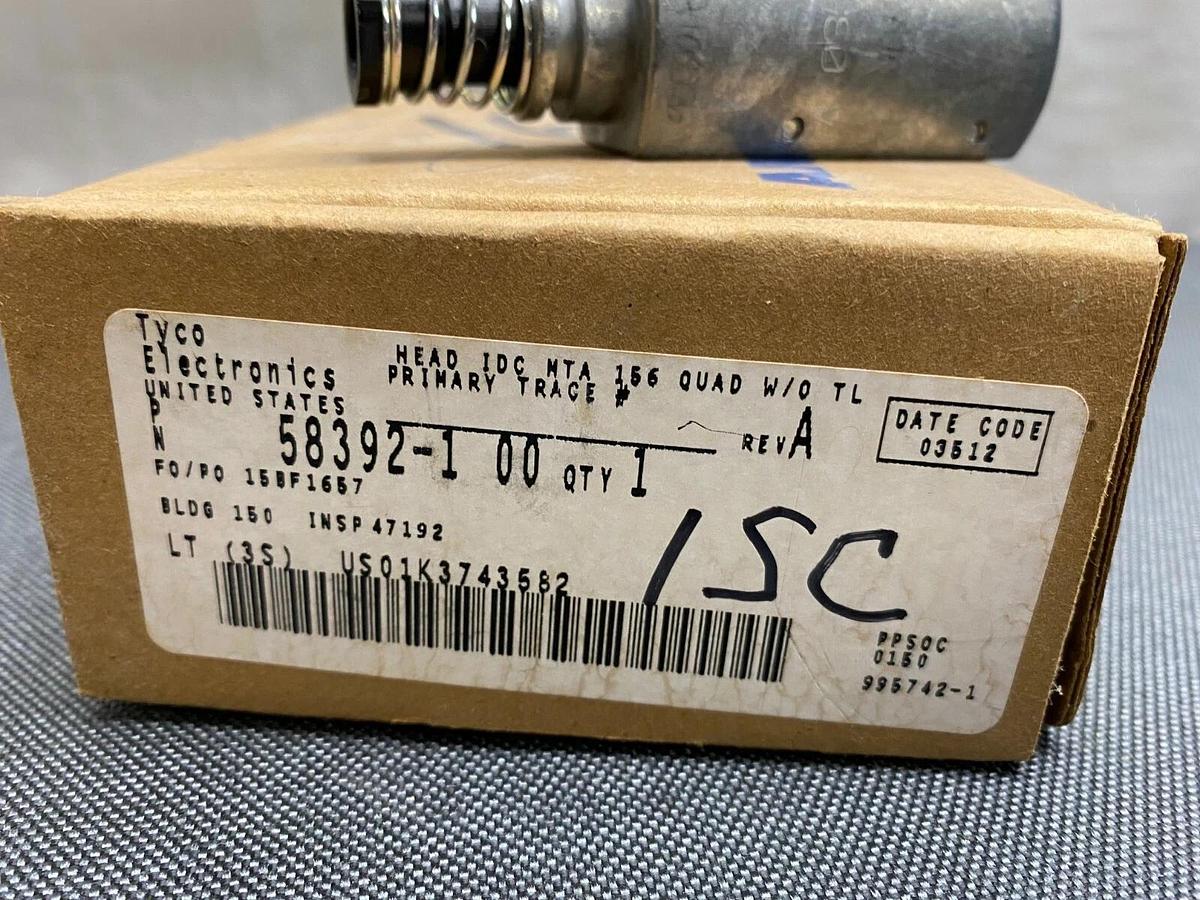 Tyco
Electronics
UNITED STATES
HEAD IDC MTA 156 QUAD W/O TL
PRIMARY TRACE #
P
N
58392-1 00 QTY 1
REV A
DATE CODE
03512
FO/PO 15BF1657
BLDG 150 INSP 47192
LT (3S) US01K3743582
ISC
PPSOC
0150
995742-1